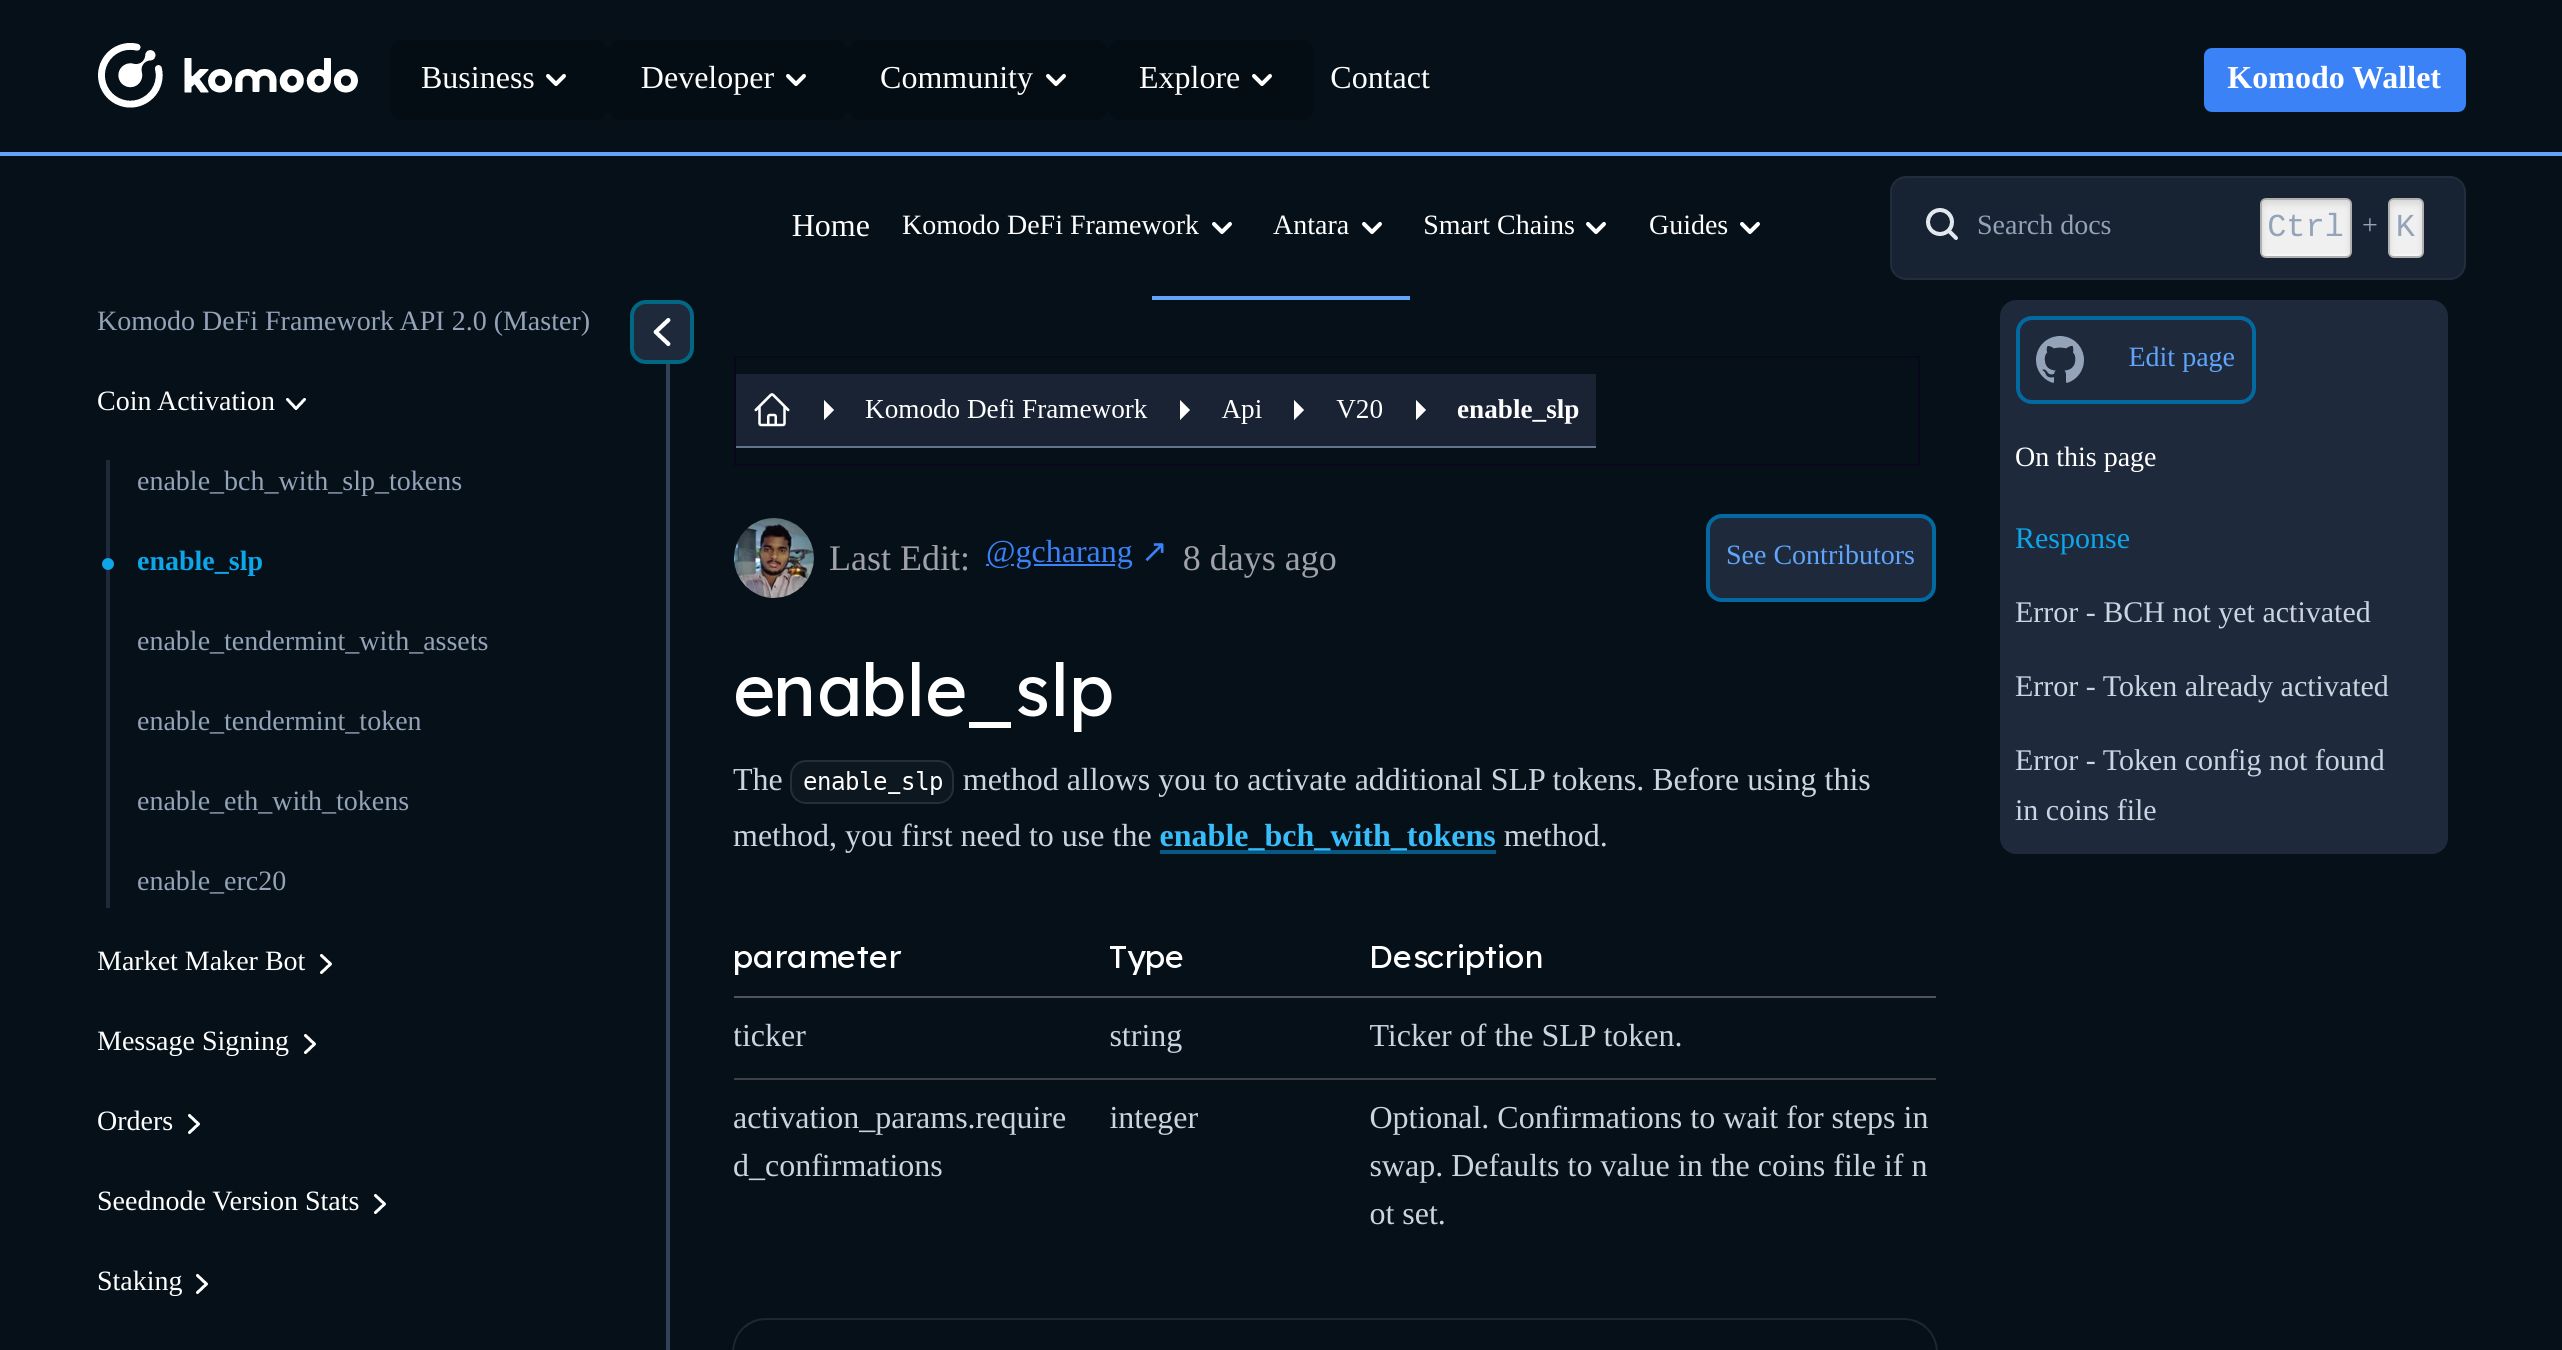 komodo
Business
Developer
Community
Explore
Contact
Komodo Wallet
Home
Komodo DeFi Framework
Antara
Smart Chains
Guides
Search docs
Ctrl + K
Komodo DeFi Framework API 2.0 (Master)
Coin Activation
enable_bch_with_slp_tokens
enable_slp
enable_tendermint_with_assets
enable_tendermint_token
enable_eth_with_tokens
enable_erc20
Market Maker Bot
Message Signing
Orders
Seednode Version Stats
Staking
Komodo Defi Framework
Api
V20
enable_slp
Last Edit: @gcharang ↗ 8 days ago
See Contributors
enable_slp
The enable_slp method allows you to activate additional SLP tokens. Before using this
method, you first need to use the enable_bch_with_tokens method.
parameter Type Description
ticker string Ticker of the SLP token.
activation_params.require integer Optional. Confirmations to wait for steps in
d_confirmations swap. Defaults to value in the coins file if n
ot set.
Edit page
On this page
Response
Error - BCH not yet activated
Error - Token already activated
Error - Token config not found
in coins file